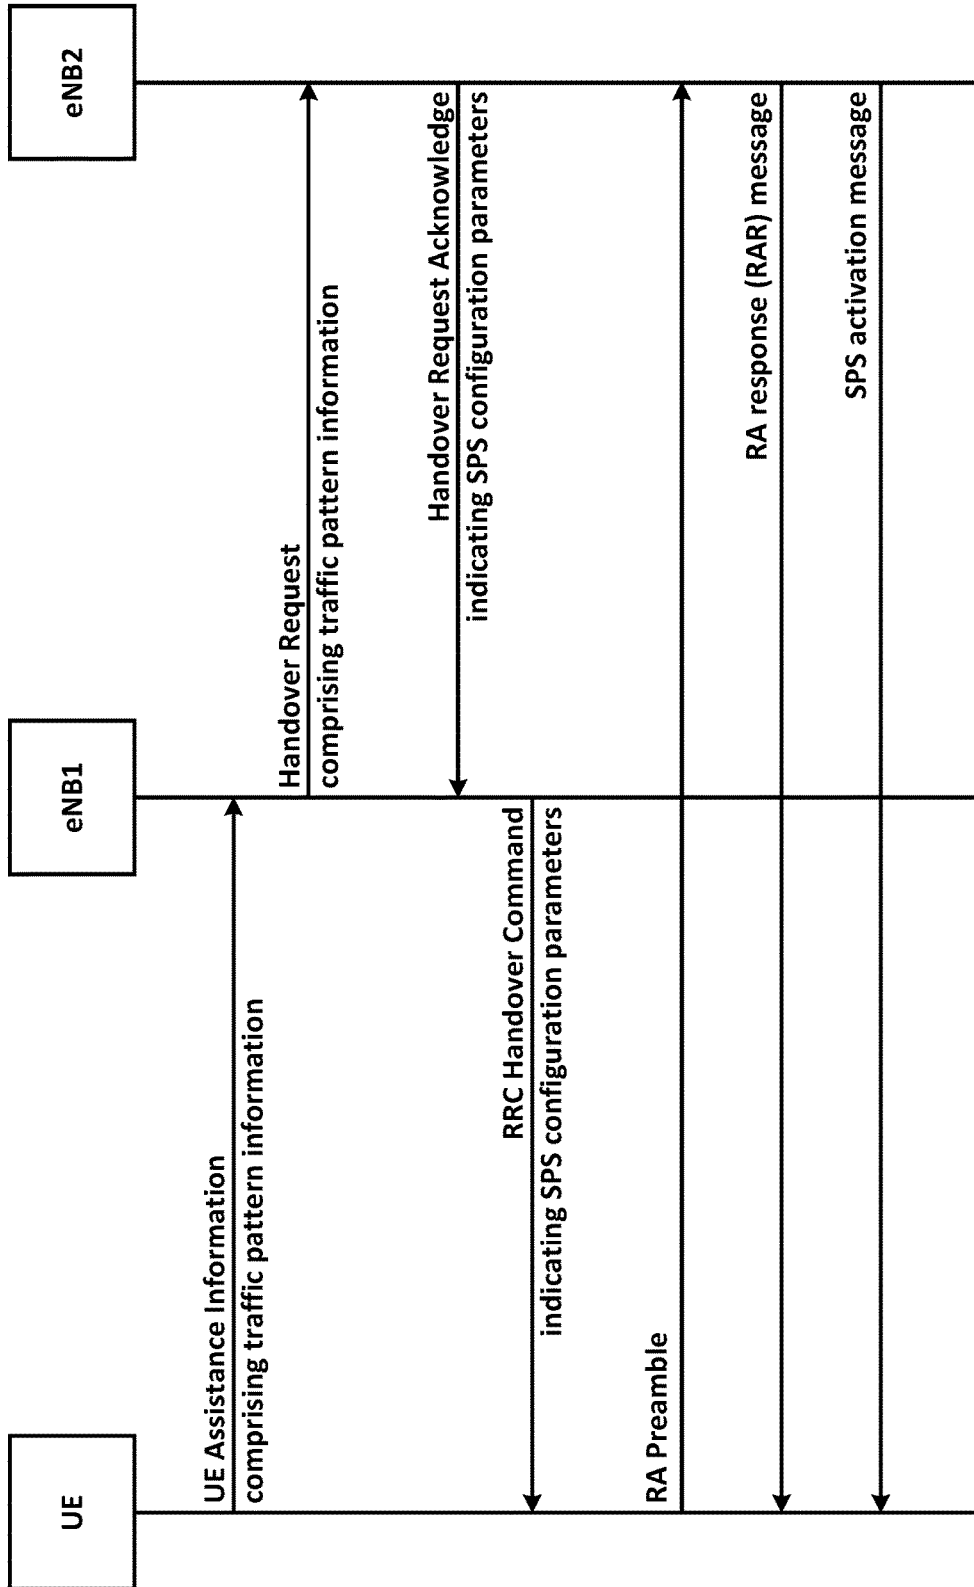 UE
eNB1
eNB2
UE Assistance Information
comprising traffic pattern information
Handover Request
comprising traffic pattern information
Handover Request Acknowledge
indicating SPS configuration parameters
RRC Handover Command
indicating SPS configuration parameters
RA Preamble
RA response (RAR) message
SPS activation message